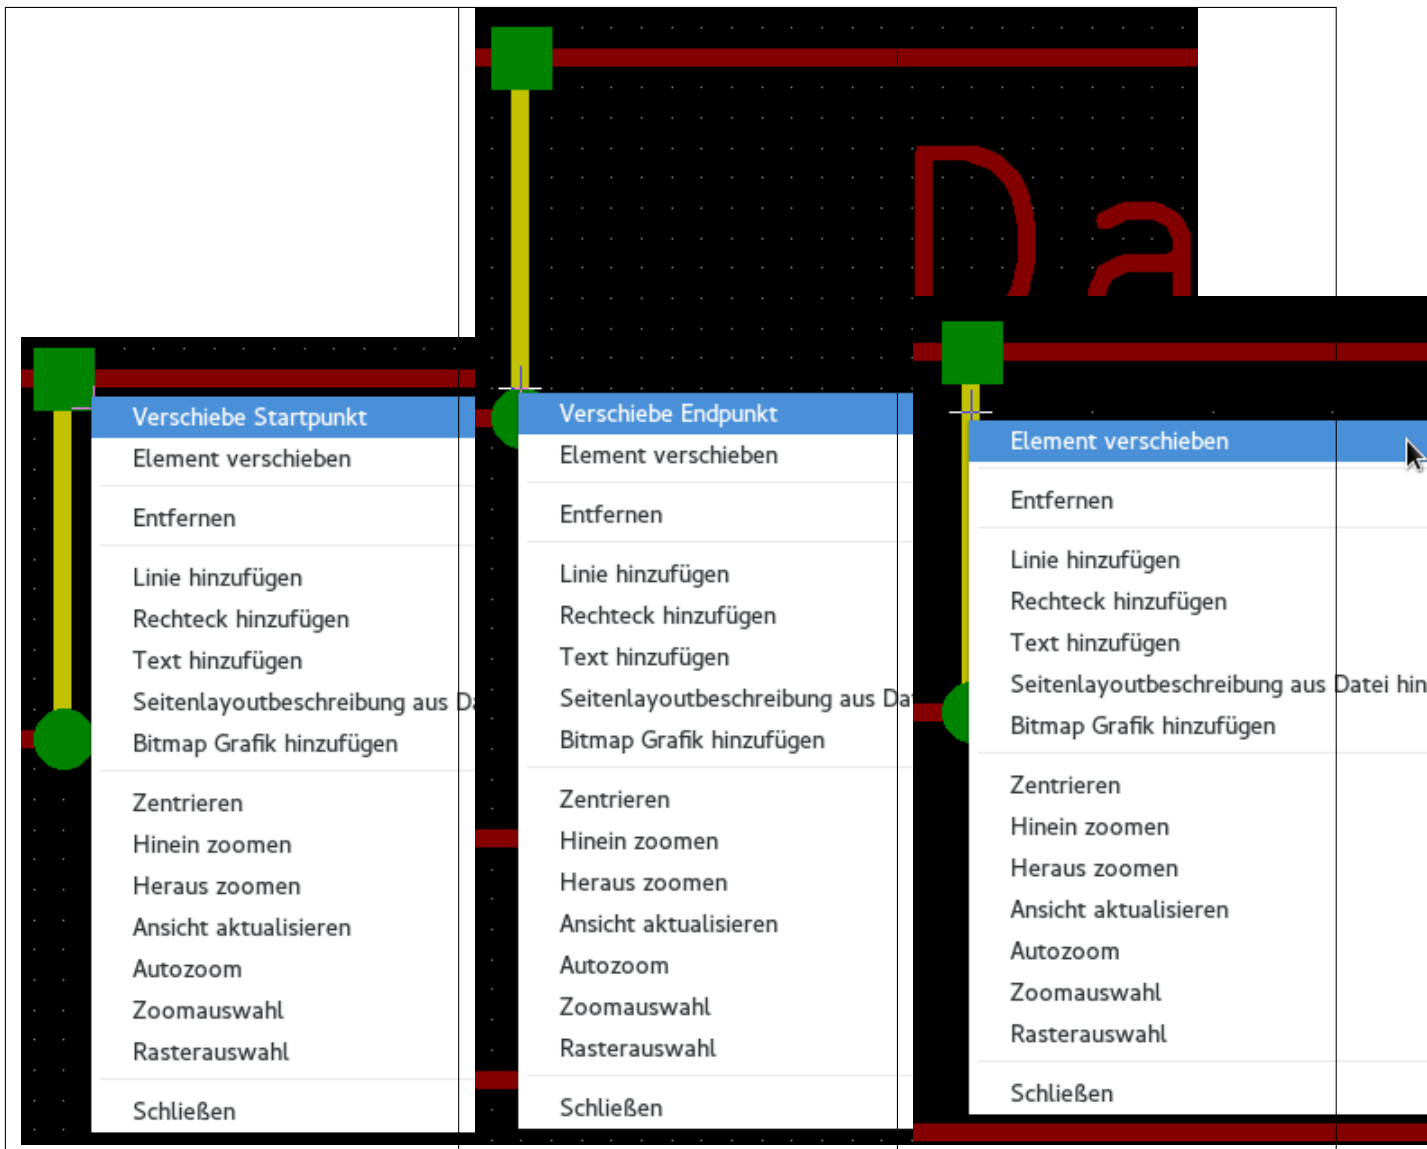 Da
Verschiebe Startpunkt
Element verschieben
Entfernen
Linie hinzufügen
Rechteck hinzufügen
Text hinzufügen
Seitenlayoutbeschreibung aus Da
Bitmap Grafik hinzufügen
Zentrieren
Hinein zoomen
Heraus zoomen
Ansicht aktualisieren
Autozoom
Zoomauswahl
Rasterauswahl
Schließen
Verschiebe Endpunkt
Element verschieben
Entfernen
Linie hinzufügen
Rechteck hinzufügen
Text hinzufügen
Seitenlayoutbeschreibung aus Dat
Bitmap Grafik hinzufügen
Zentrieren
Hinein zoomen
Heraus zoomen
Ansicht aktualisieren
Autozoom
Zoomauswahl
Rasterauswahl
Schließen
Element verschieben
Entfernen
Linie hinzufügen
Rechteck hinzufügen
Text hinzufügen
Seitenlayoutbeschreibung aus Datei hin
Bitmap Grafik hinzufügen
Zentrieren
Hinein zoomen
Heraus zoomen
Ansicht aktualisieren
Autozoom
Zoomauswahl
Rasterauswahl
Schließen